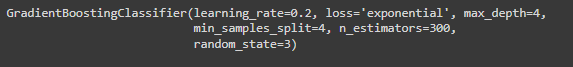 GradientBoostingClassifier(learning_rate=0.2, loss='exponential', max_depth=4,
min_samples_split=4, n_estimators=300,
random_state=3)